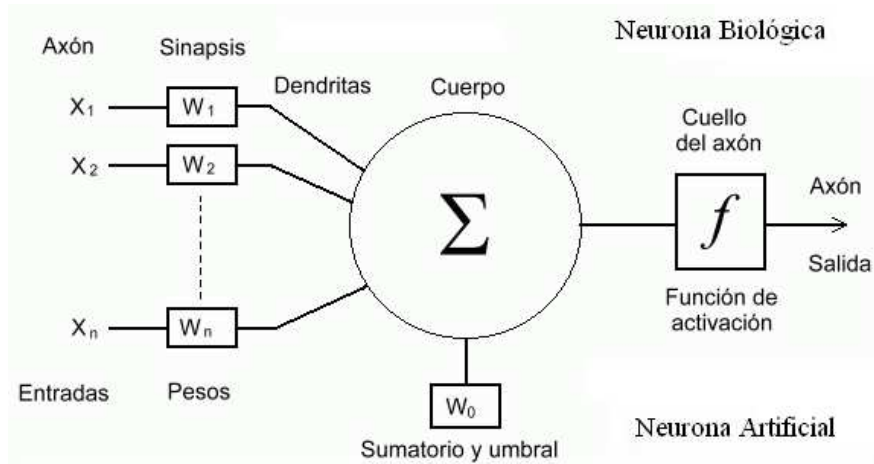 Neurona Biológica
Axón
Sinapsis
Dendritas
Cuerpo
Cuello
del axón
X1
W1
X2
W2
Σ
f
Axón
Salida
Xn
Wn
Función de
activación
Entradas
Pesos
W0
Sumatorio y umbral
Neurona Artificial